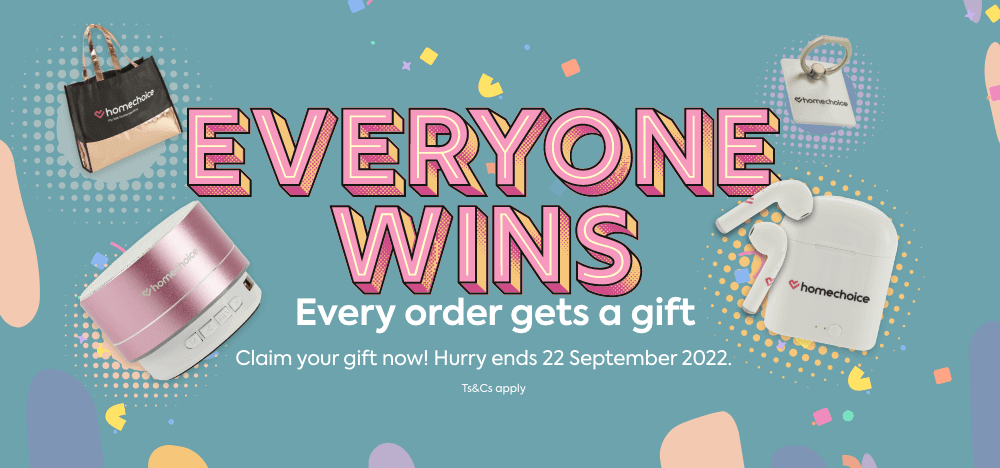 homechoice
homechoice
EVERYONE
WINS
homechoice
homechoice
Every order gets a gift
Claim your gift now! Hurry ends 22 September 2022.
Ts&Cs apply